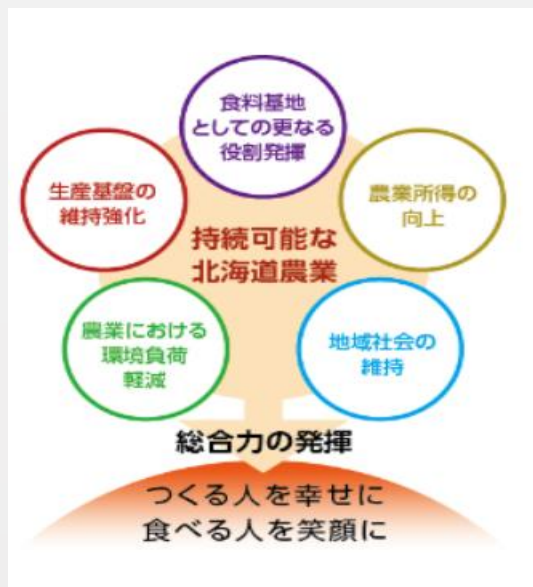 食料基地
としての更なる
役割発揮
生産基盤の
維持強化
農業所得の
向上
持続可能な
北海道農業
農業における
環境負荷
軽減
地域社会の
維持
総合力の発揮
つくる人を幸せに
食べる人を笑顔に